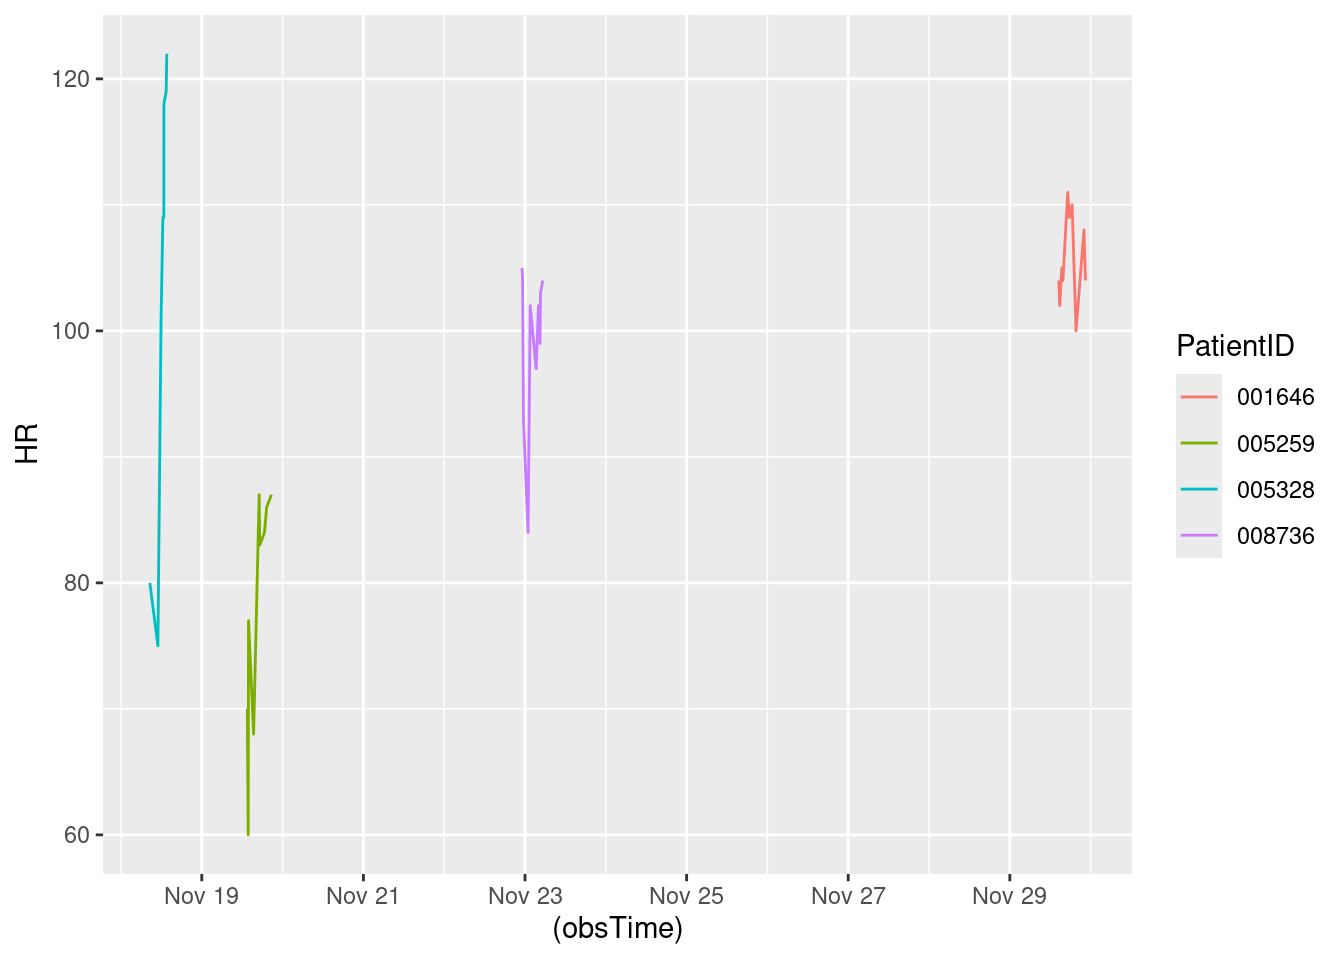 120
100
80
60
HR
Nov 19
Nov 21
Nov 23
Nov 25
Nov 27
Nov 29
(obsTime)
PatientID
001646
005259
005328
008736